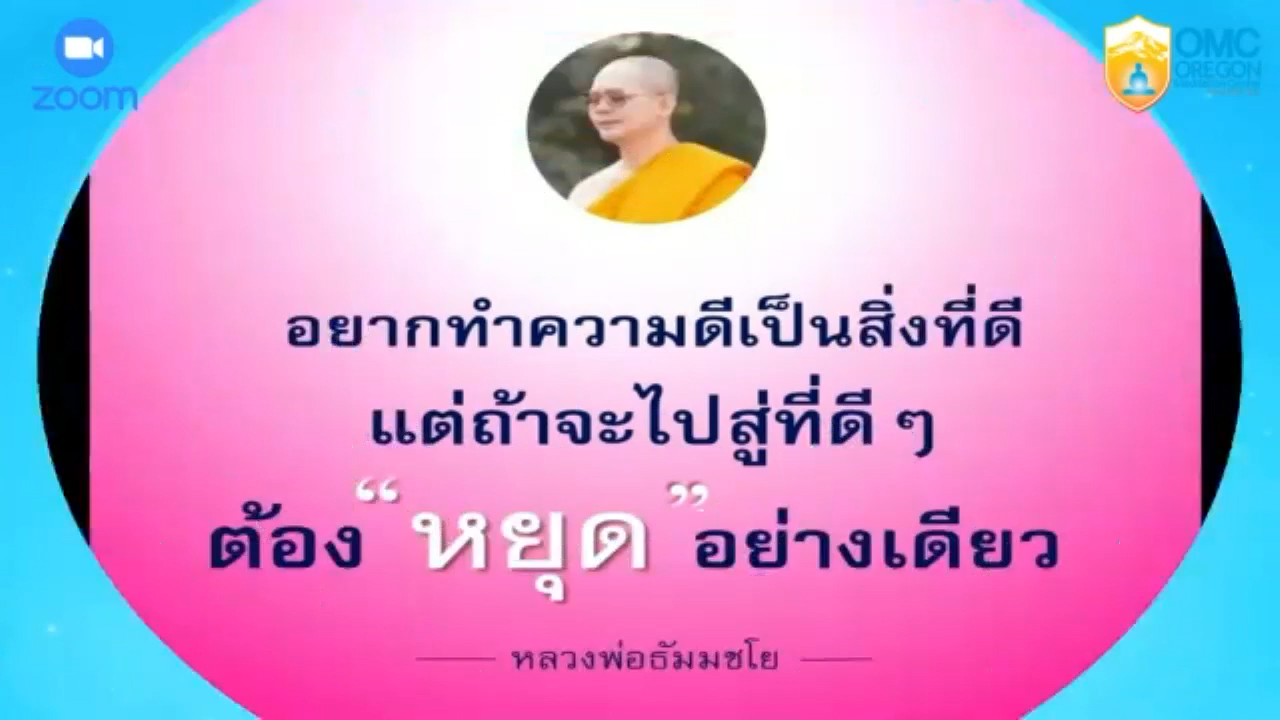 zoom
OMC
OREGON
อยากทำความดีเป็นสิ่งที่ดี
แต่ถ้าจะไปสู่ที่ดี ๆ
ต้อง “หยุด” อย่างเดียว
หลวงพ่อธัมมชโย